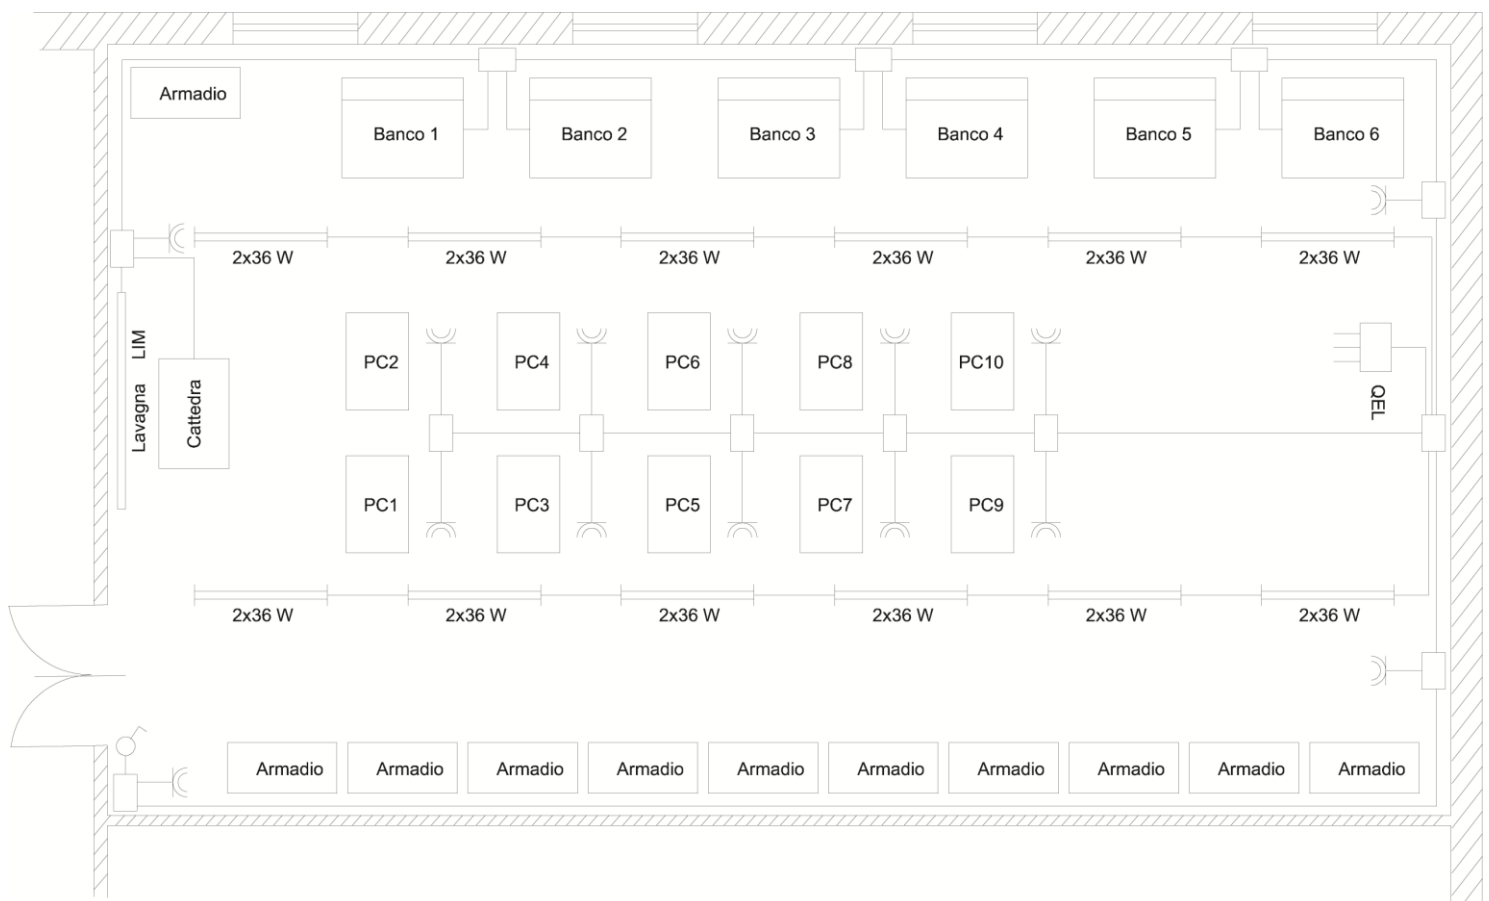 Armadio
Banco 1
Banco 2
Banco 3
Banco 4
Banco 5
Banco 6
2x36 W
2x36 W
2x36 W
2x36 W
2x36 W
2x36 W
Lavagna LIM
Cattedra
PC2
PC4
PC6
PC8
PC10
QEL
PC1
PC3
PC5
PC7
PC9
2x36 W
2x36 W
2x36 W
2x36 W
2x36 W
2x36 W
Armadio
Armadio
Armadio
Armadio
Armadio
Armadio
Armadio
Armadio
Armadio
Armadio